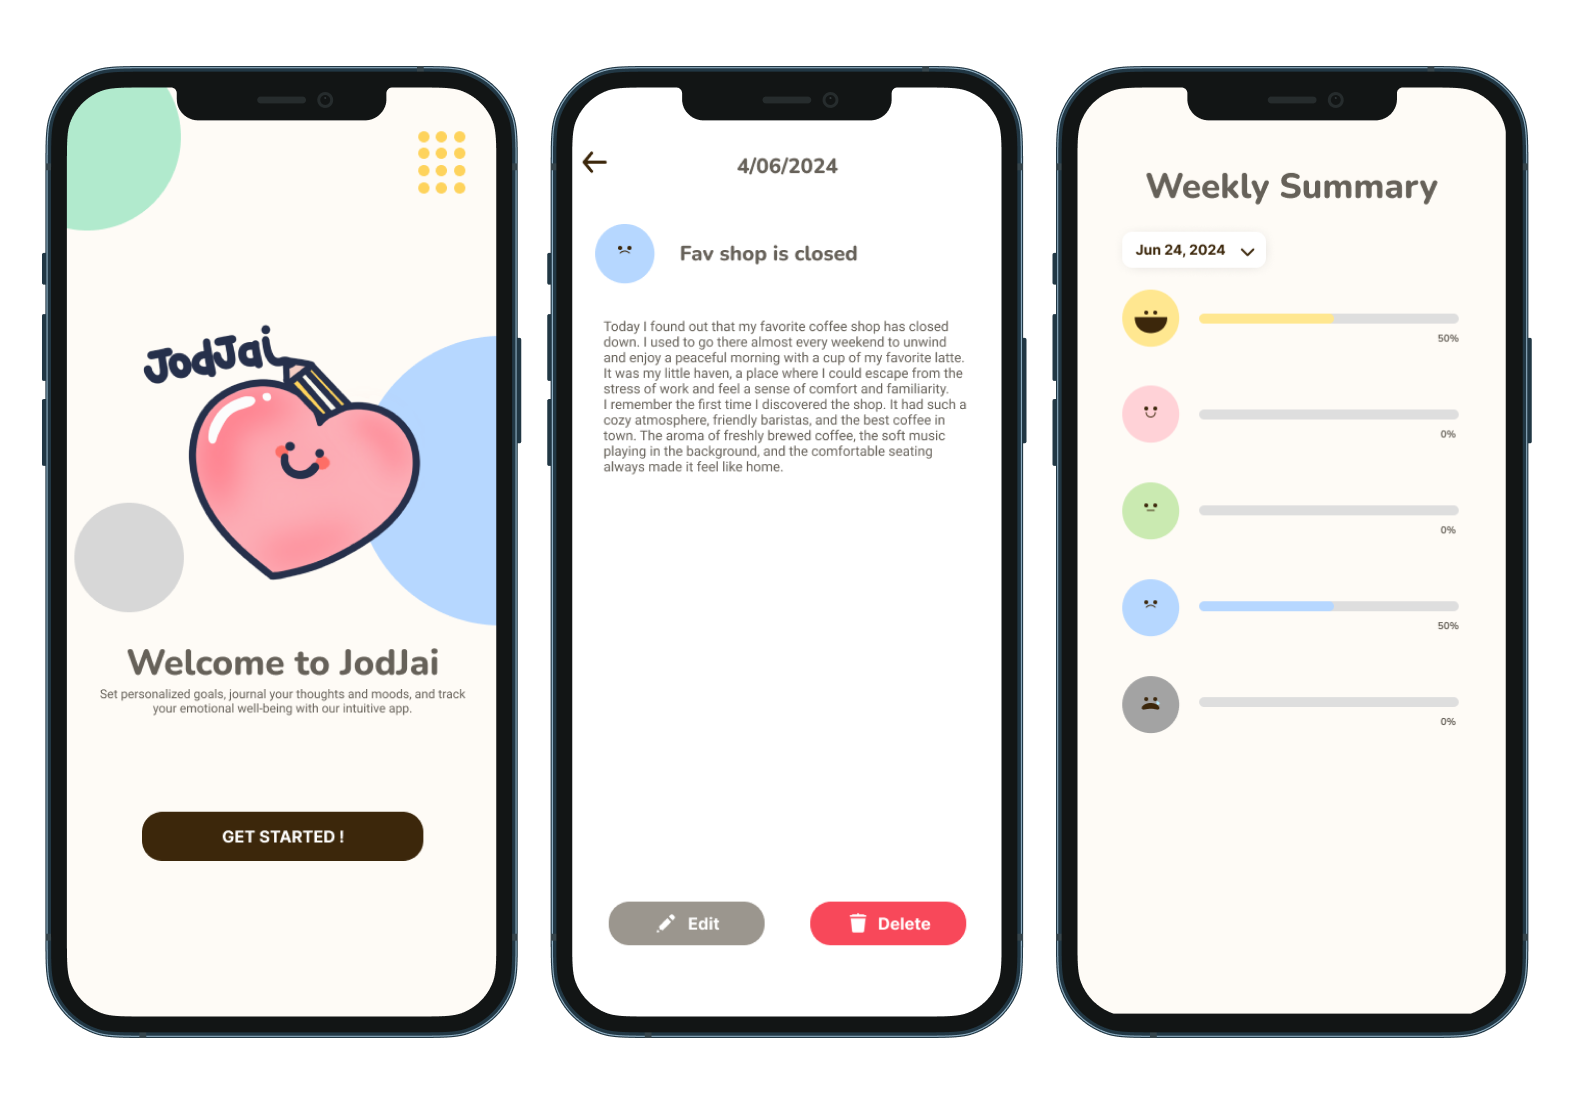 JodJai
Welcome to JodJai
Set personalized goals, journal your thoughts and moods, and track
your emotional well-being with our intuitive app.
GET STARTED !
4/06/2024
Fav shop is closed
Today I found out that my favorite coffee shop has closed
down. I used to go there almost every weekend to unwind
and enjoy a peaceful morning with a cup of my favorite latte.
It was my little haven, a place where I could escape from the
stress of work and feel a sense of comfort and familiarity.
I remember the first time I discovered the shop. It had such a
cozy atmosphere, friendly baristas, and the best coffee in
town. The aroma of freshly brewed coffee, the soft music
playing in the background, and the comfortable seating
always made it feel like home.
Edit
Delete
Weekly Summary
Jun 24, 2024
50%
0%
0%
50%
0%